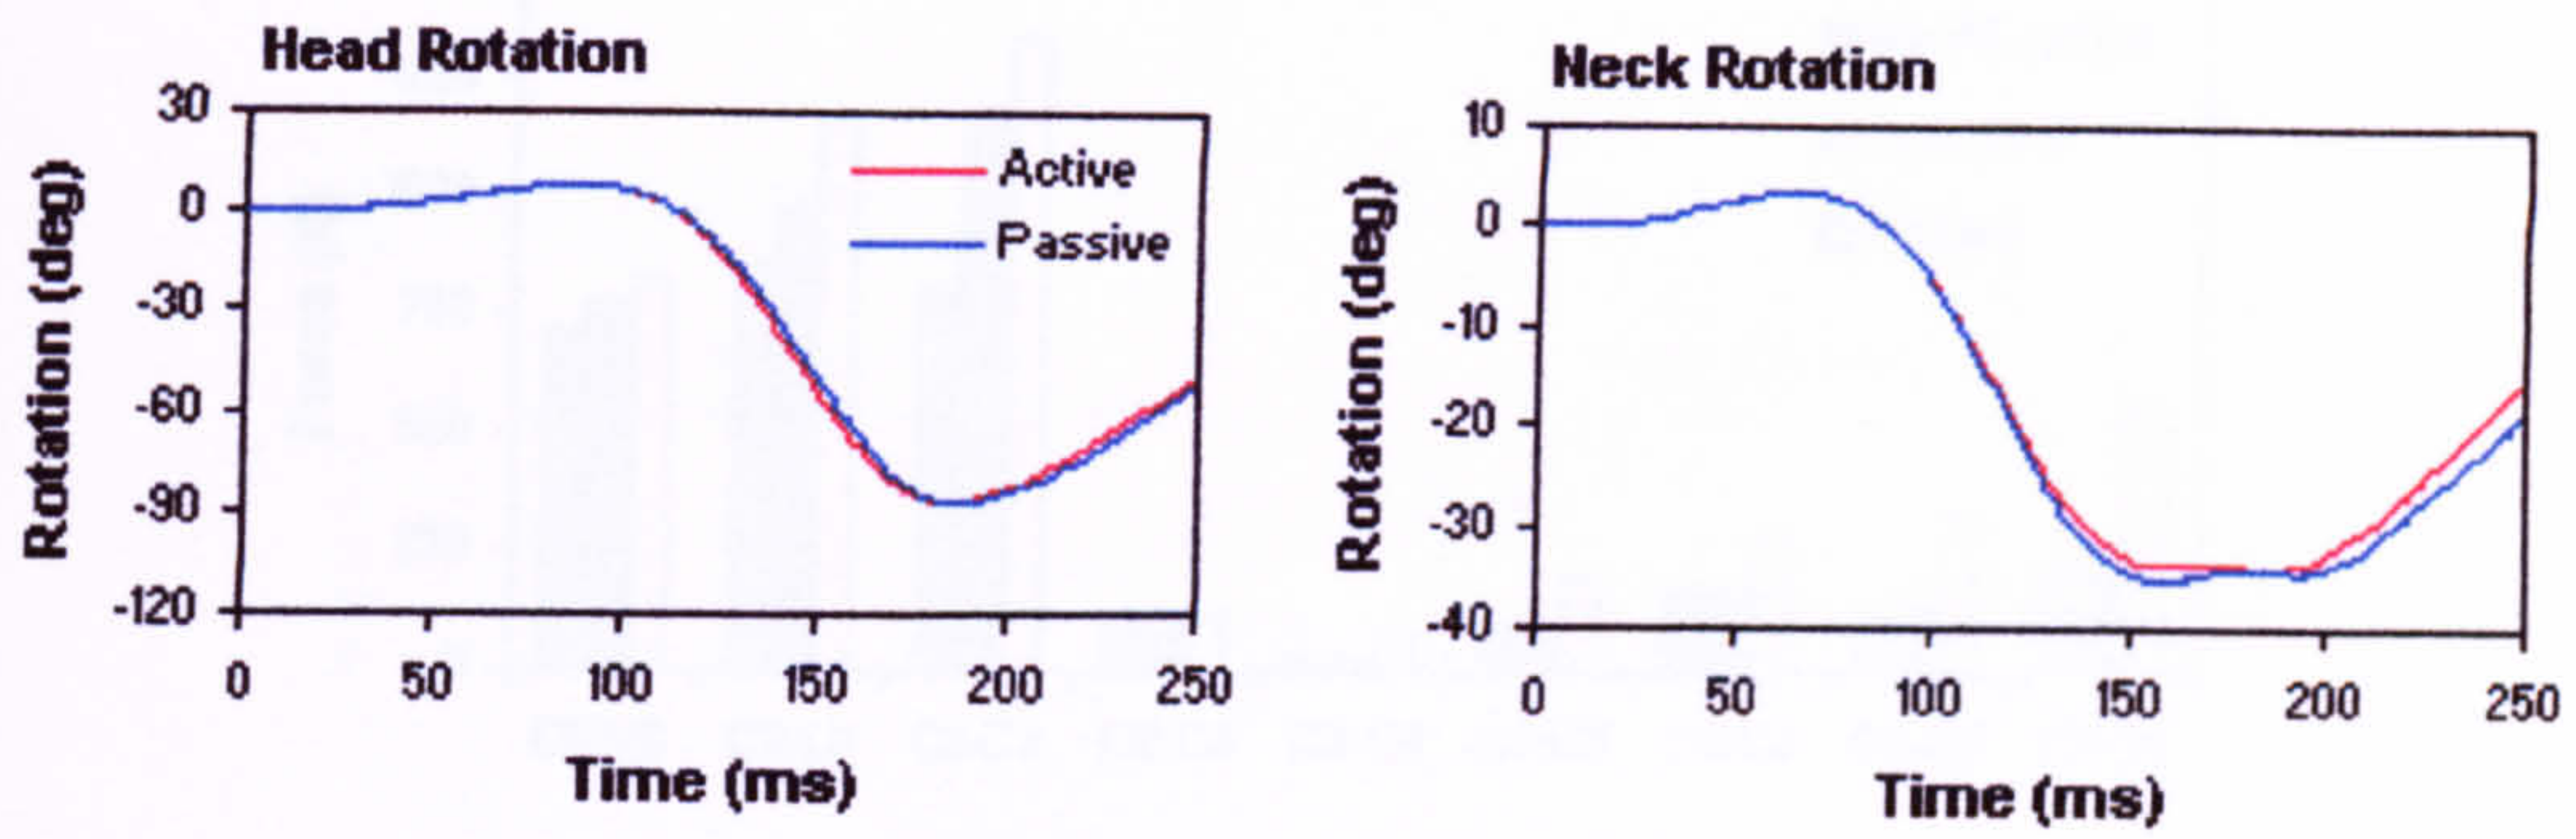 Head Rotation
30
0
-30
-60
-90
-120
Rotation (deg)
Active
Passive
0 50 100 150 200 250
Time (ms)
Neck Rotation
10
0
-10
-20
-30
-40
Rotation (deg)
0 50 100 150 200 250
Time (ms)